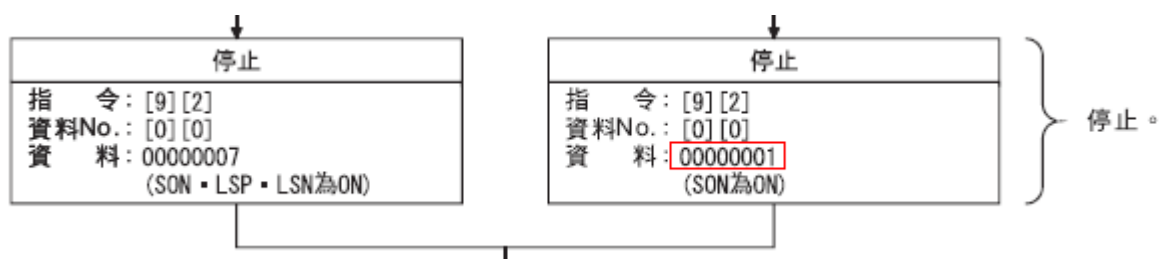 停止
指　令：[9][2]
資料No.：[0][0]
資　料：00000007
(SON・LSP・LSN為ON)
停止
指　令：[9][2]
資料No.：[0][0]
資　料：00000001
(SON為ON)
停止。